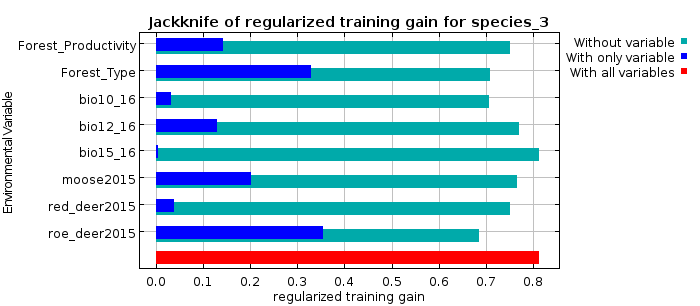 Jackknife of regularized training gain for species_3
Without variable
With only variable
With all variables
Environmental Variable
Forest_Productivity
Forest_Type
bio10_16
bio12_16
bio15_16
moose2015
red_deer2015
roe_deer2015
0.0 0.1 0.2 0.3 0.4 0.5 0.6 0.7 0.8
regularized training gain